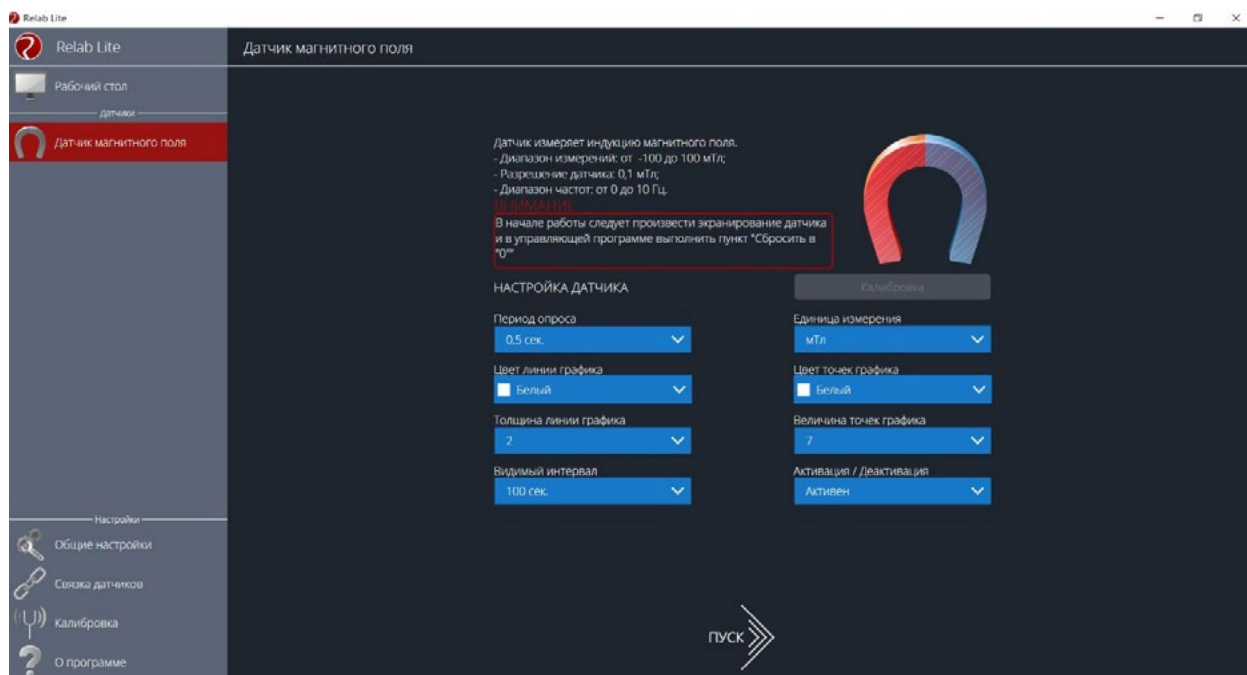 Relab Lite
Relab Lite
Датчик магнитного поля
Рабочий стол
Датчики
Датчик магнитного поля
Датчик измеряет индукцию магнитного поля.
- Диапазон измерений: от -100 до 100 мТл;
- Разрешение датчика: 0,1 мТл;
- Диапазон частот: от 0 до 10 Гц.
ВНИМАНИЕ
В начале работы следует произвести экранирование датчика
и в управляющей программе выполнить пункт "Сбросить в
"0""
НАСТРОЙКА ДАТЧИКА
Калибровка
Период опроса
0,5 сек.
Единица измерения
мТл
Цвет линии графика
Белый
Цвет точек графика
Белый
Толщина линии графика
2
Величина точек графика
7
Видимый интервал
100 сек.
Активация / Деактивация
Активен
Настройки
Общие настройки
Связка датчиков
Калибровка
О программе
ПУСК